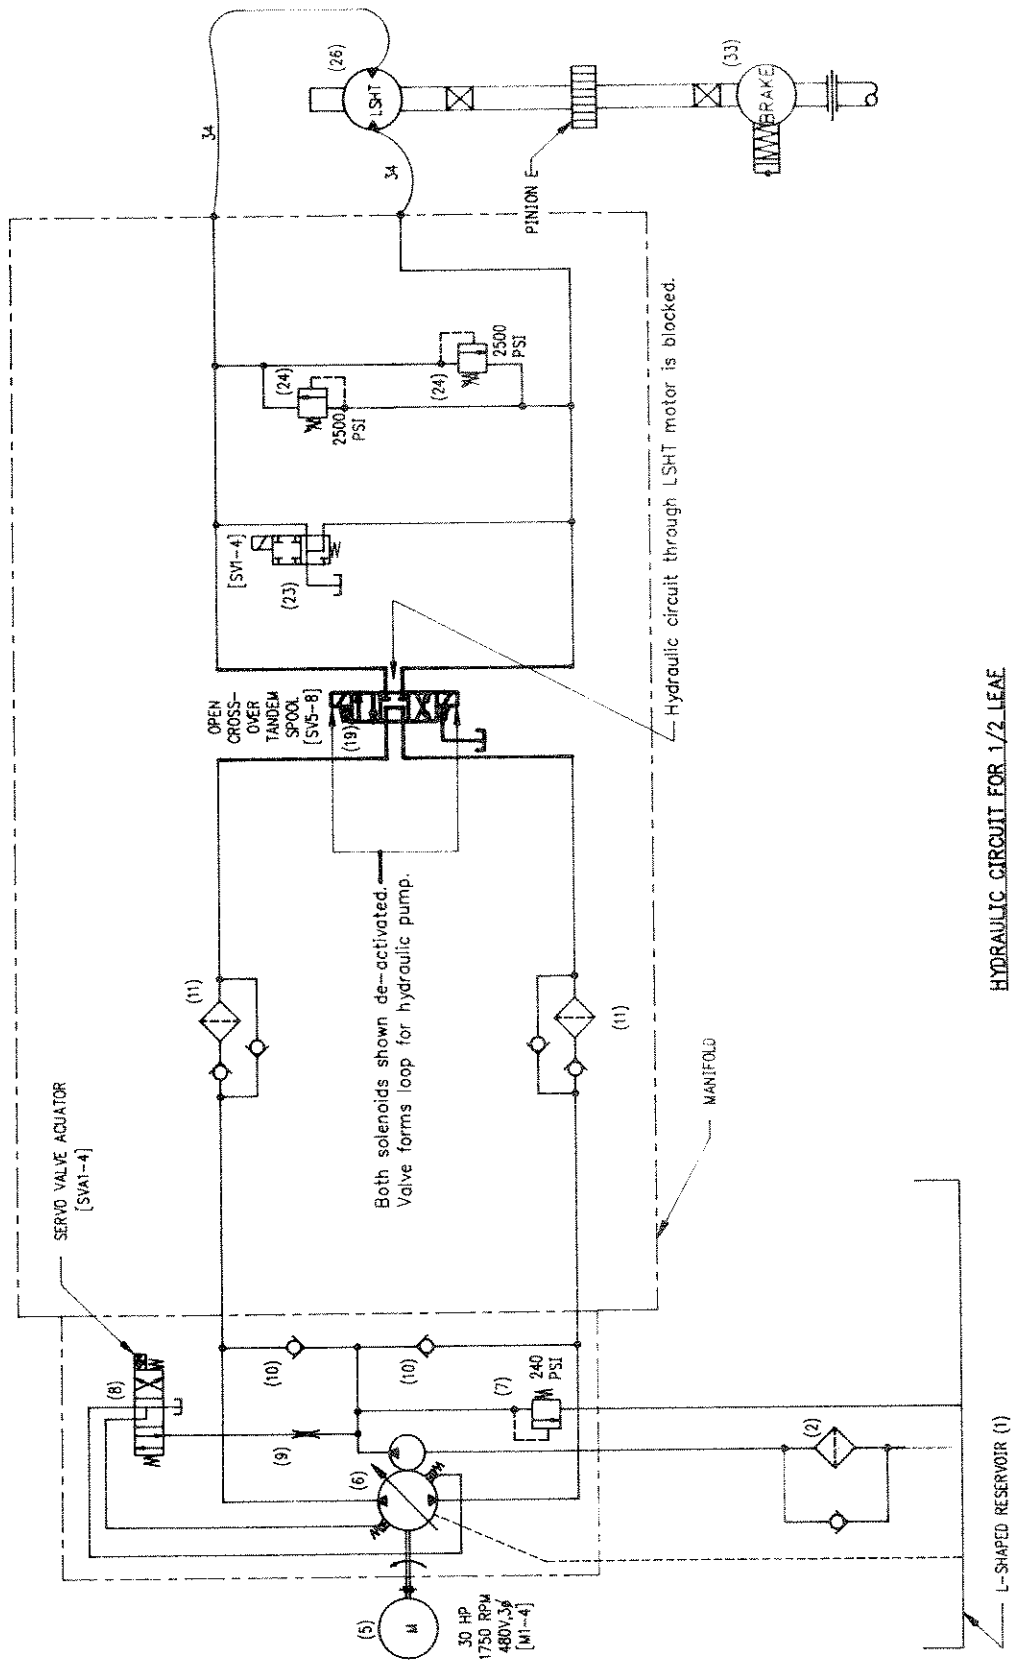 SERVO VALVE ACUATOR
[SVA1-4]
(8)
(5)
M
30 HP
1750 RPM
480V,3ø
[M1-4]
(6)
(9)
(10)
(10)
(7)
240
PSI
(2)
L-SHAPED RESERVOIR (1)
MANIFOLD
(11)
(11)
Both solenoids shown de-activated.
Valve forms loop for hydraulic pump.
OPEN
CROSS-
OVER
TANDEM
SPOOL
[SV5-8]
(19)
[SV1-4]
(23)
Hydraulic circuit through LSHT motor is blocked.
(24)
2500
PSI
(24)
2500
PSI
34
34
(26)
LSHT
PINION E
(33)
BRAKE
HYDRAULIC CIRCUIT FOR 1/2 LEAF